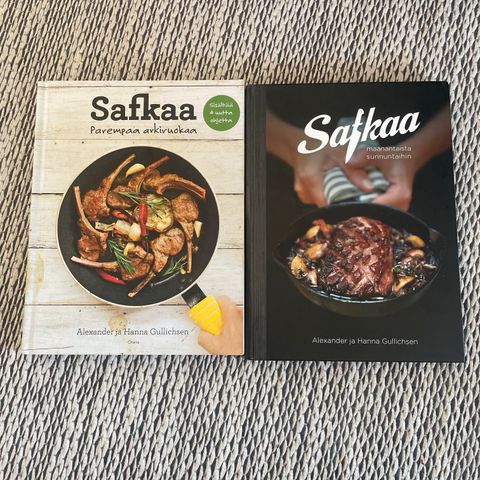 Safkaa
Parempaa arkiruokaa
Sisältää
4 uutta
ohjetta
Alexander ja Hanna Gullichsen
Otava
Safkaa
maanantaista
sunnuntaihin
Alexander ja Hanna Gullichsen